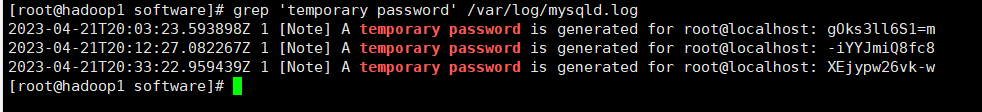 [root@hadoop1 software]# grep 'temporary password' /var/log/mysqld.log
2023-04-21T20:03:23.593898Z 1 [Note] A temporary password is generated for root@localhost: gOks3ll6S1=m
2023-04-21T20:12:27.082267Z 1 [Note] A temporary password is generated for root@localhost: -iYYJmiQ8fc8
2023-04-21T20:33:22.959439Z 1 [Note] A temporary password is generated for root@localhost: XEjypw26vk-w
[root@hadoop1 software]#